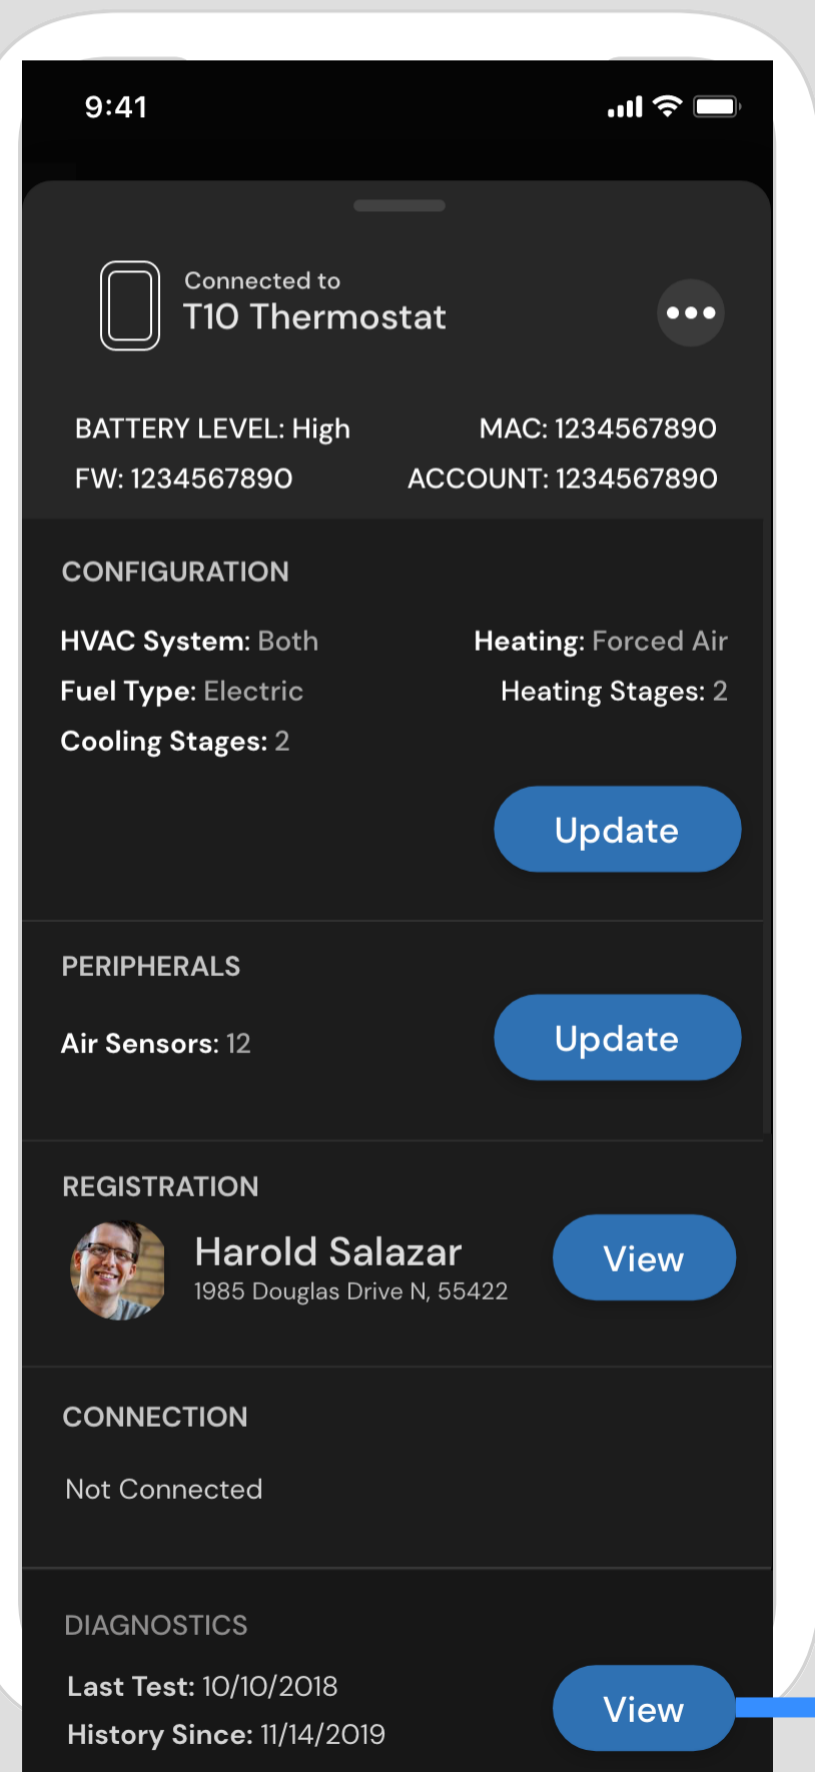 9:41
Connected to
T10 Thermostat
BATTERY LEVEL: High MAC: 1234567890
FW: 1234567890 ACCOUNT: 1234567890
CONFIGURATION
HVAC System: Both Heating: Forced Air
Fuel Type: Electric Heating Stages: 2
Cooling Stages: 2
Update
PERIPHERALS
Air Sensors: 12 Update
REGISTRATION
Harold Salazar
1985 Douglas Drive N, 55422
View
CONNECTION
Not Connected
DIAGNOSTICS
Last Test: 10/10/2018
History Since: 11/14/2019
View